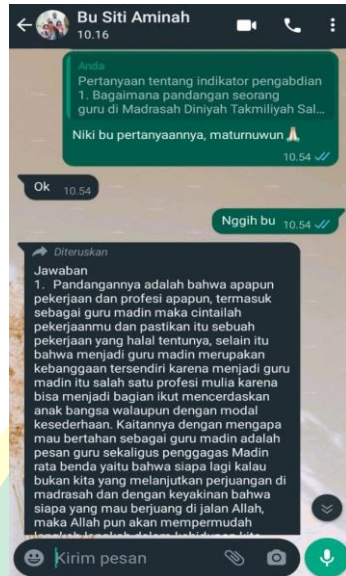 Bu Siti Aminah
10.16
Anda
Pertanyaan tentang indikator pengabdian
1. Bagaimana pandangan seorang
guru di Madrasah Diniyah Takmiliyah Sal...
Niki bu pertanyaannya, maturnuwun 🙏🏻
10.54
Ok 10.54
Nggih bu 10.54
Diteruskan
Jawaban
1. Pandangannya adalah bahwa apapun
pekerjaan dan profesi apapun, termasuk
sebagai guru madin maka cintailah
pekerjaanmu dan pastikan itu sebuah
pekerjaan yang halal tentunya, selain itu
bahwa menjadi guru madin merupakan
kebanggaan tersendiri karena menjadi guru
madin itu salah satu profesi mulia karena
bisa menjadi bagian ikut mencerdaskan
anak bangsa walaupun dengan modal
kesederhaan. Kaitannya dengan mengapa
mau bertahan sebagai guru madin adalah
pesan guru sekaligus penggagas Madin
rata benda yaitu bahwa siapa lagi kalau
bukan kita yang melanjutkan perjuangan di
madrasah dan dengan keyakinan bahwa
siapa yang mau berjuang di jalan Allah,
maka Allah pun akan mempermudah
Kirim pesan